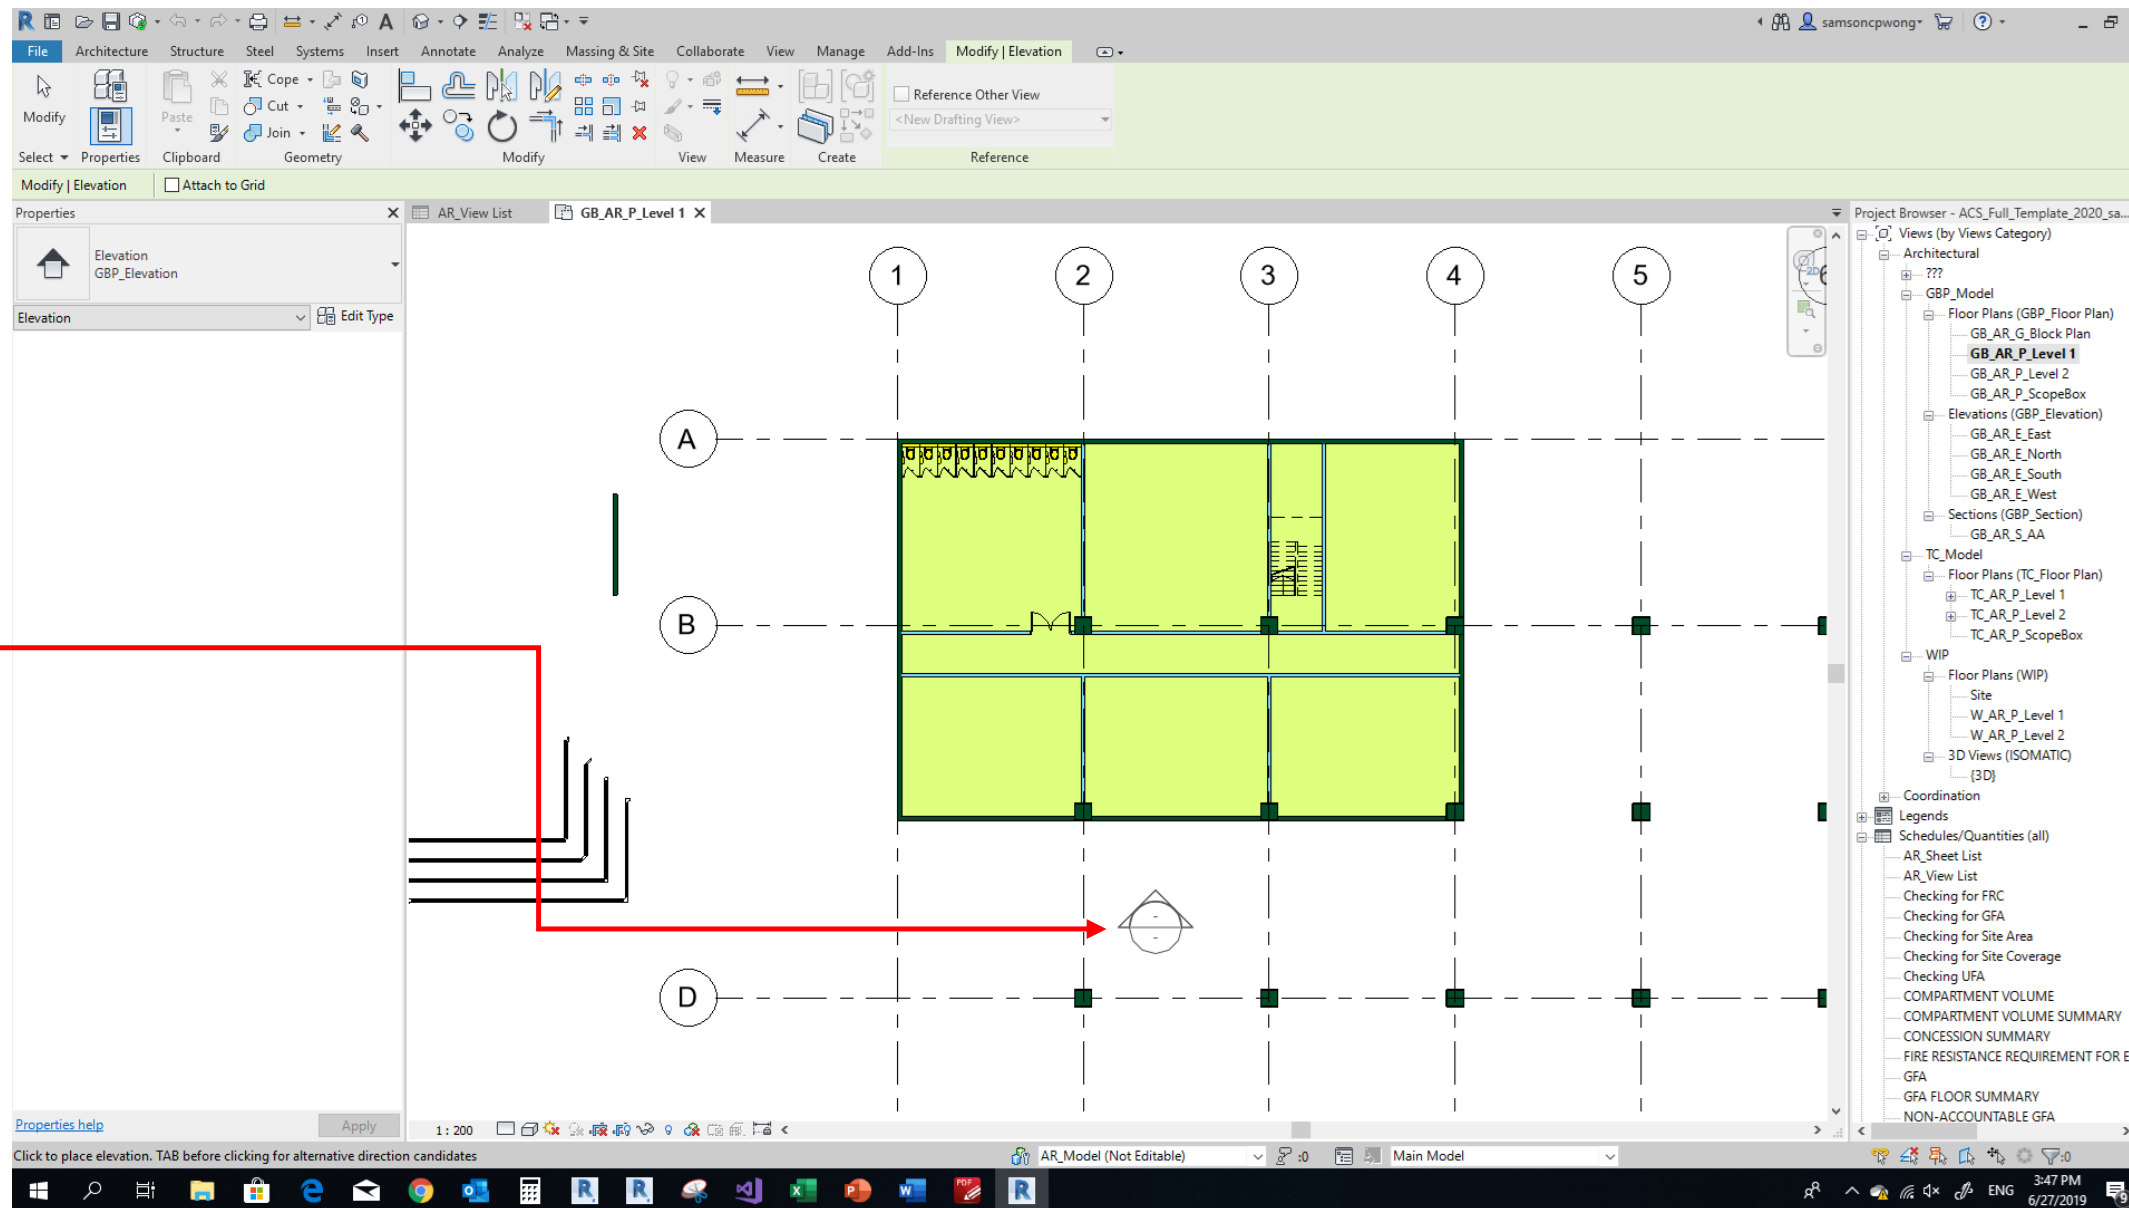 samsoncpwong
File Architecture Structure Steel Systems Insert Annotate Analyze Massing & Site Collaborate View Manage Add-Ins Modify | Elevation
Modify
Paste
Cope
Cut
Join
Reference Other View
<New Drafting View>
Select Properties Clipboard Geometry Modify View Measure Create Reference
Modify | Elevation Attach to Grid
Properties
Elevation
GBP_Elevation
Elevation
Edit Type
Properties help
Apply
AR_View List GB_AR_P_Level 1
1 2 3 4 5 6
2D
A
B
D
1 : 200
Project Browser - ACS_Full_Template_2020_sa...
Views (by Views Category)
Architectural
???
GBP_Model
Floor Plans (GBP_Floor Plan)
GB_AR_G_Block Plan
GB_AR_P_Level 1
GB_AR_P_Level 2
GB_AR_P_ScopeBox
Elevations (GBP_Elevation)
GB_AR_E_East
GB_AR_E_North
GB_AR_E_South
GB_AR_E_West
Sections (GBP_Section)
GB_AR_S_AA
TC_Model
Floor Plans (TC_Floor Plan)
TC_AR_P_Level 1
TC_AR_P_Level 2
TC_AR_P_ScopeBox
WIP
Floor Plans (WIP)
Site
W_AR_P_Level 1
W_AR_P_Level 2
3D Views (ISOMATIC)
{3D}
Coordination
Legends
Schedules/Quantities (all)
AR_Sheet List
AR_View List
Checking for FRC
Checking for GFA
Checking for Site Area
Checking for Site Coverage
Checking UFA
COMPARTMENT VOLUME
COMPARTMENT VOLUME SUMMARY
CONCESSION SUMMARY
FIRE RESISTANCE REQUIREMENT FOR E
GFA
GFA FLOOR SUMMARY
NON-ACCOUNTABLE GFA
Click to place elevation. TAB before clicking for alternative direction candidates
:0
AR_Model (Not Editable)
Main Model
:0
ENG
3:47 PM
6/27/2019